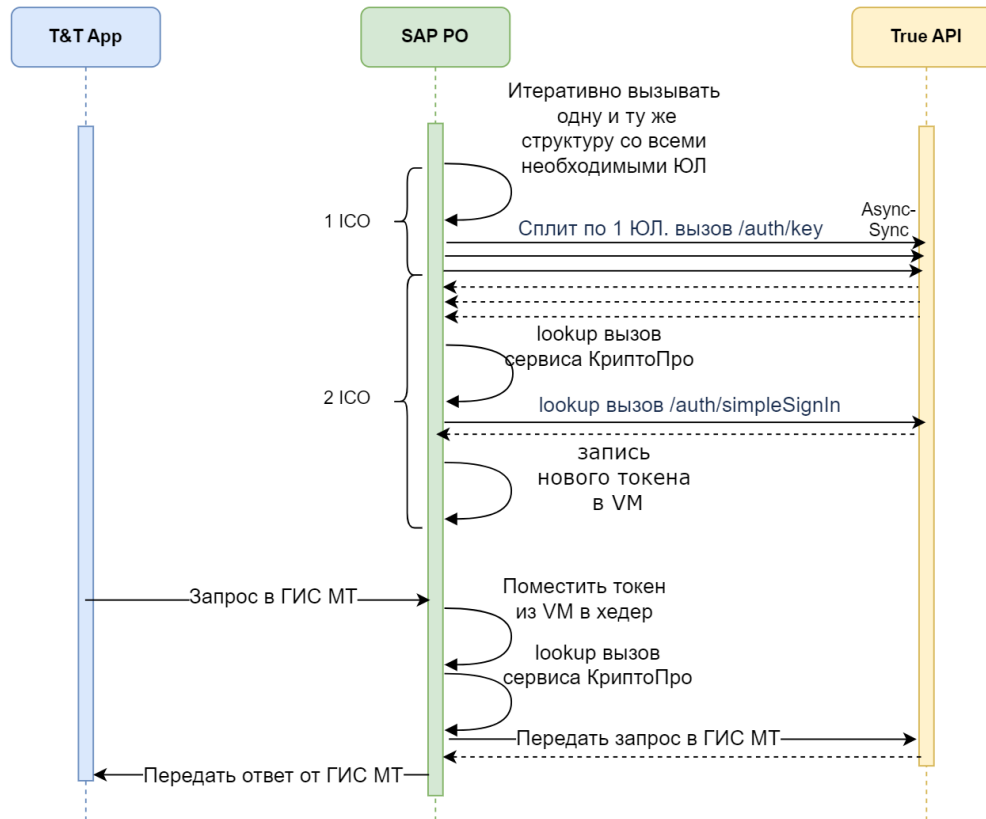 T&T App
SAP PO
True API
Итеративно вызывать
одну и ту же
структуру со всеми
необходимыми ЮЛ
1 ICO
Async-
Sync
Сплит по 1 ЮЛ. вызов /auth/key
lookup вызов
сервиса КриптоПро
2 ICO
lookup вызов /auth/simpleSignIn
запись
нового токена
в VM
Запрос в ГИС МТ
Поместить токен
из VM в хедер
lookup вызов
сервиса КриптоПро
Передать запрос в ГИС МТ
Передать ответ от ГИС МТ